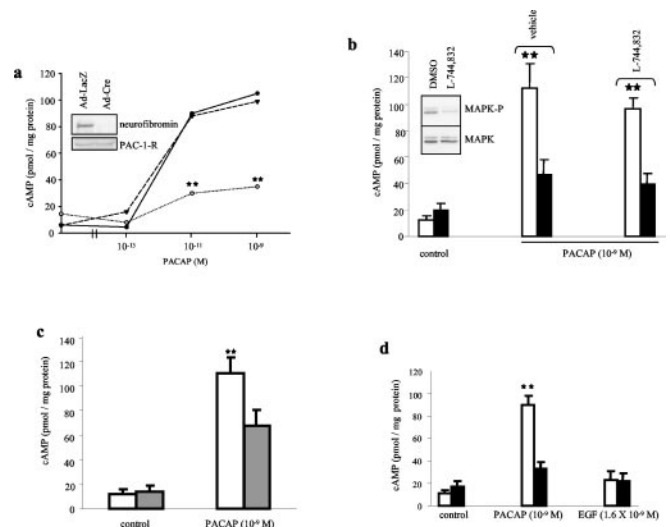 a
120
100
80
60
40
20
0
cAMP (pmol / mg protein)
Ad-LacZ
Ad-Cre
neurofibromin
PAC-1-R
**
**
10-13
10-11
10-9
PACAP (M)
b
140
120
100
80
60
40
20
0
cAMP (pmol / mg protein)
DMSO
L-744,832
MAPK-P
MAPK
vehicle
L-744,832
**
**
control
PACAP (10-9 M)
c
140
120
100
80
60
40
20
0
cAMP (pmol / mg protein)
**
control
PACAP (10-9 M)
d
120
100
80
60
40
20
0
cAMP (pmol / mg protein)
**
control
PACAP (10-9 M)
EGF (1.6 X 10-9 M)